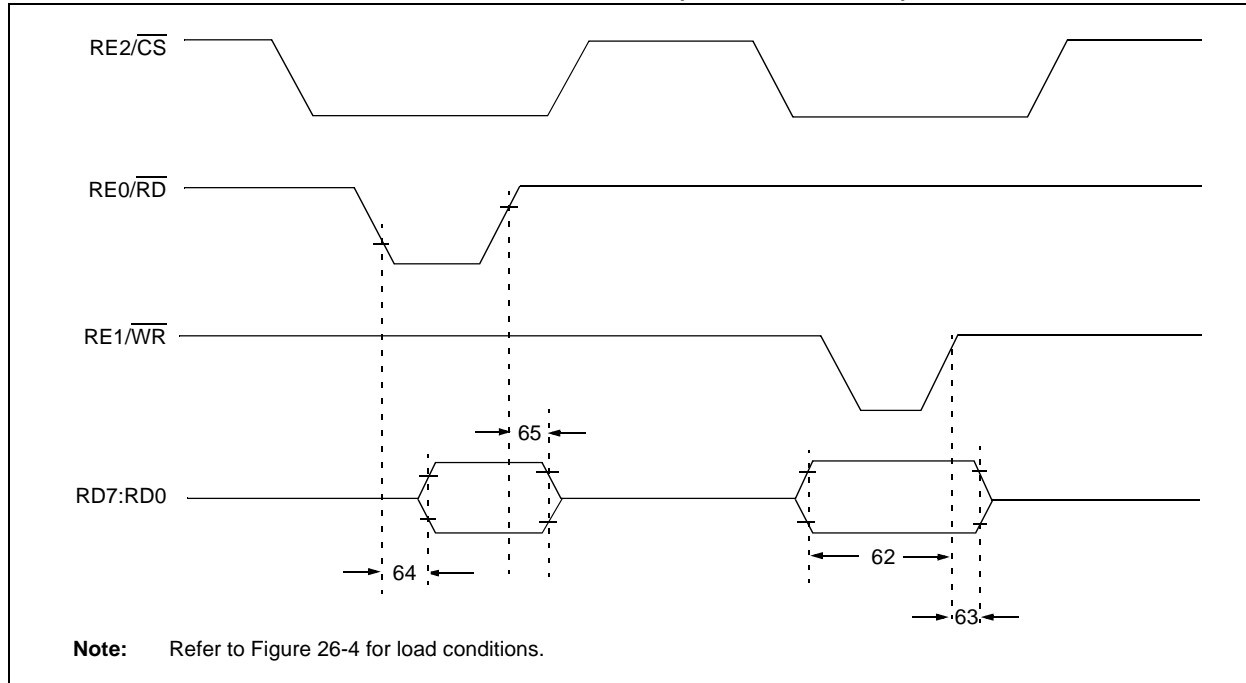 RE2/CS
RE0/RD
RE1/WR
65
RD7:RD0
62
64
63
Note: Refer to Figure 26-4 for load conditions.